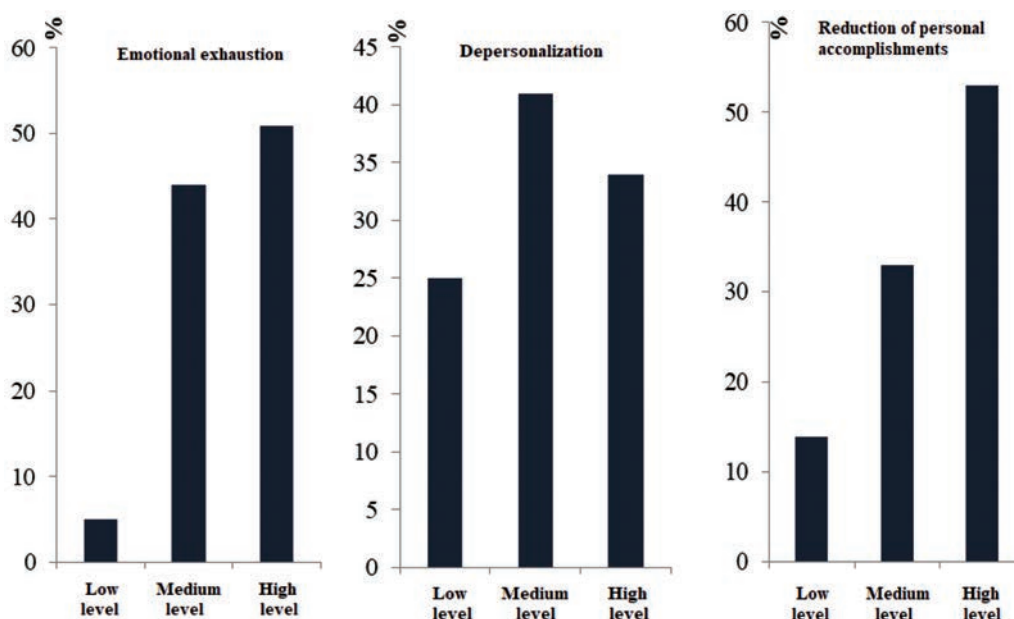 %
Emotional exhaustion
60
50
40
30
20
10
0
Low level
Medium level
High level
%
Depersonalization
45
40
35
30
25
20
15
10
5
0
Low level
Medium level
High level
%
Reduction of personal
accomplishments
60
50
40
30
20
10
0
Low level
Medium level
High level